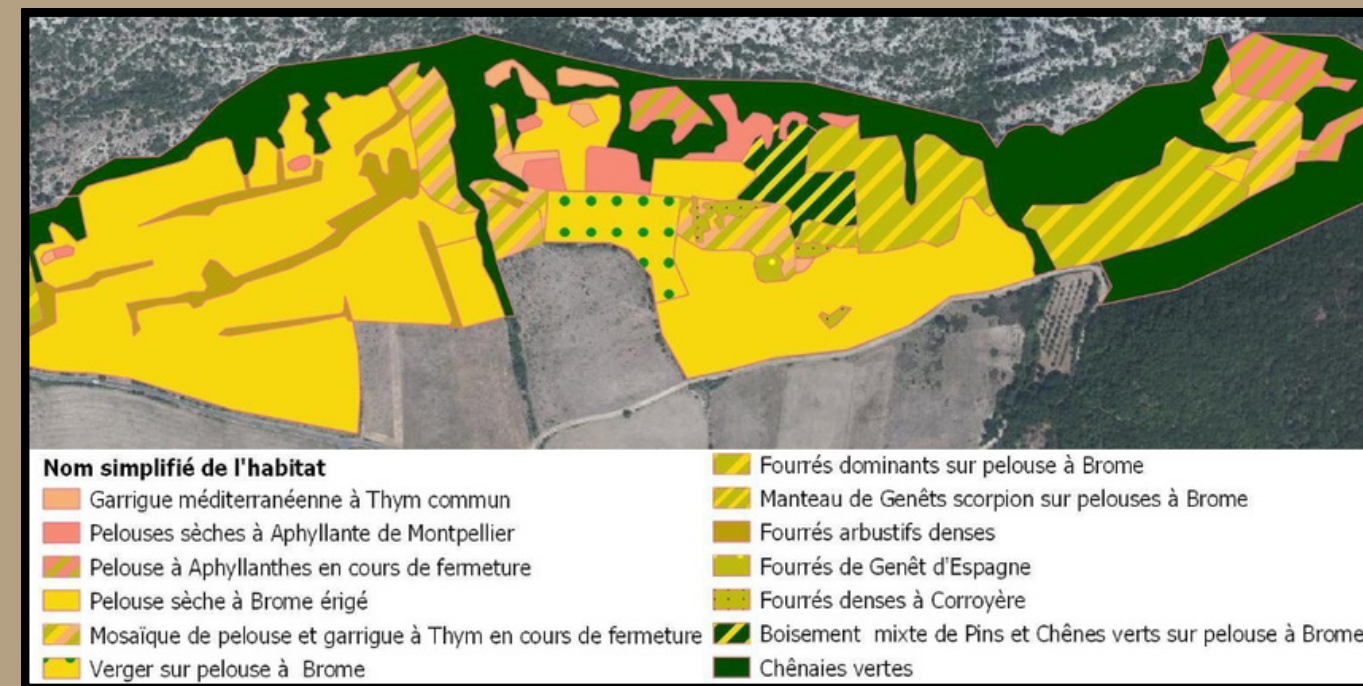 Nom simplifié de l'habitat
Garrigue méditerranéenne à Thym commun
Pelouses sèches à Aphyllante de Montpellier
Pelouse à Aphyllanthes en cours de fermeture
Pelouse sèche à Brome érigé
Mosaïque de pelouse et garrigue à Thym en cours de fermeture
Verger sur pelouse à Brome
Fourrés dominants sur pelouse à Brome
Manteau de Genêts scorpion sur pelouses à Brome
Fourrés arbustifs denses
Fourrés de Genêt d'Espagne
Fourrés denses à Corroyère
Boisement mixte de Pins et Chênes verts sur pelouse à Brome
Chênaies vertes